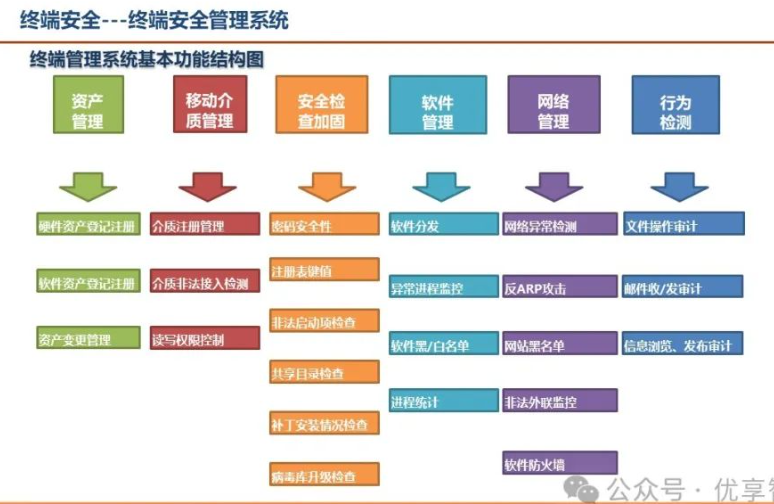 终端安全---终端安全管理系统
终端管理系统基本功能结构图
资产
管理
移动介
质管理
安全检
查加固
软件
管理
网络
管理
行为
检测
硬件资产登记注册
介质注册管理
密码安全性
软件分发
网络异常检测
文件操作审计
软件资产登记注册
介质非法接入检测
注册表键值
异常进程监控
反ARP攻击
邮件收/发审计
资产变更管理
读写权限控制
非法启动项检查
软件黑/白名单
网站黑名单
信息浏览、发布审计
共享目录检查
进程统计
非法外联监控
补丁安装情况检查
软件防火墙
病毒库升级检查
公众号 · 优享